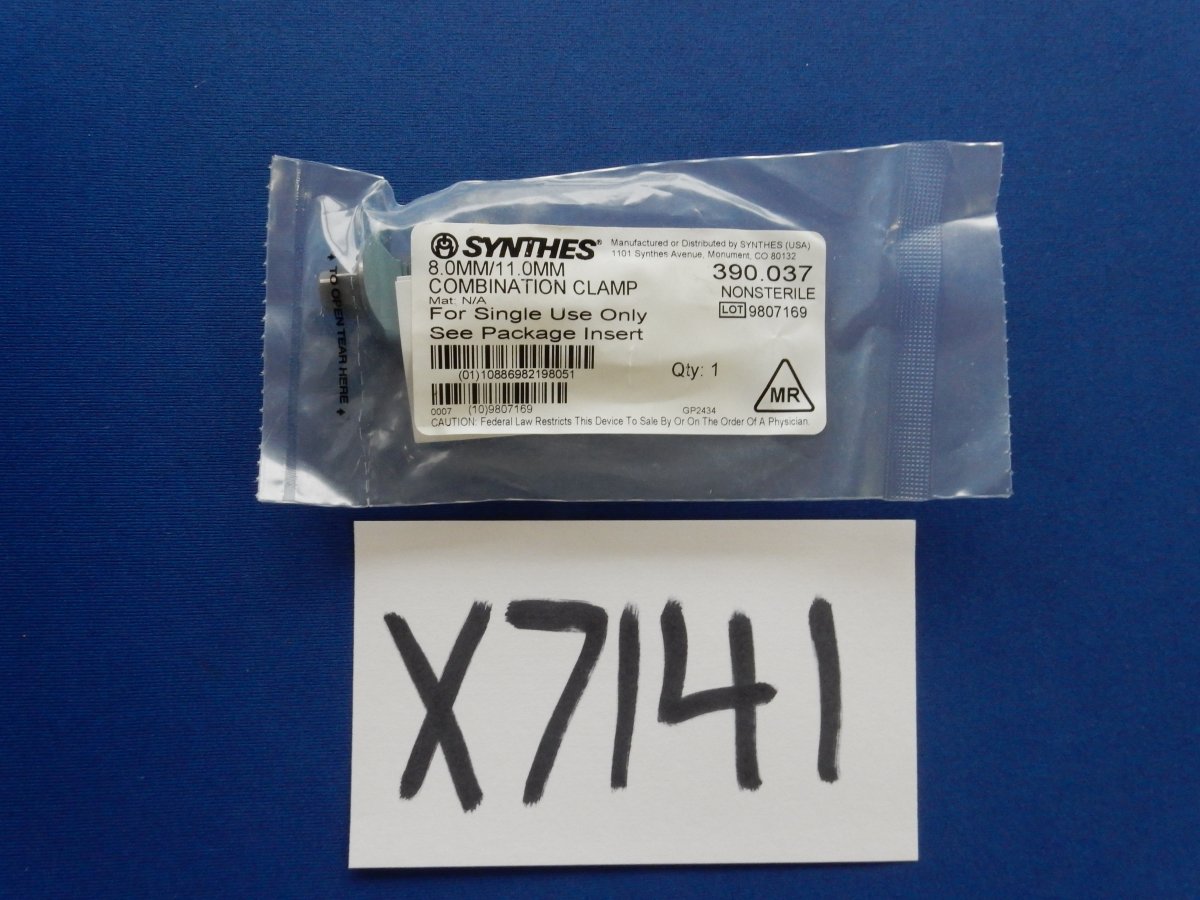 SYNTHES®
Manufactured or Distributed by SYNTHES (USA)
1101 Synthes Avenue, Monument, CO 80132
8.0MM/11.0MM
COMBINATION CLAMP
390.037
Mat: N/A
NONSTERILE
For Single Use Only
LOT 9807169
See Package Insert
(01)10886982198051
Qty: 1
MR
0007 (10)9807169
GP2434
CAUTION: Federal Law Restricts This Device To Sale By Or On The Order Of A Physician.
TO OPEN TEAR HERE
X7141